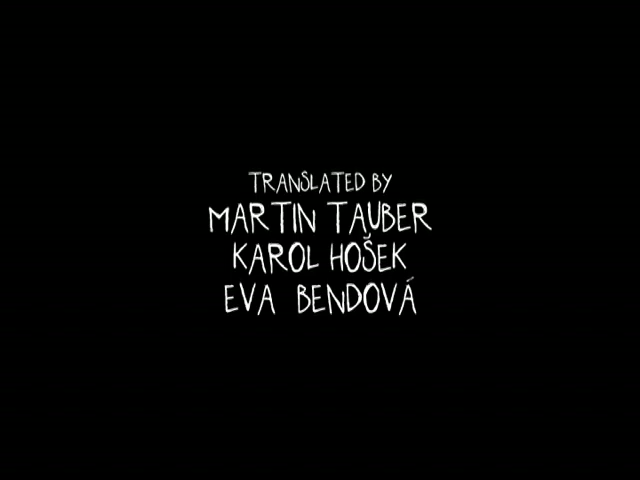 TRANSLATED BY
MARTIN TAUBER
KAROL HOŠEK
EVA BENDOVÁ